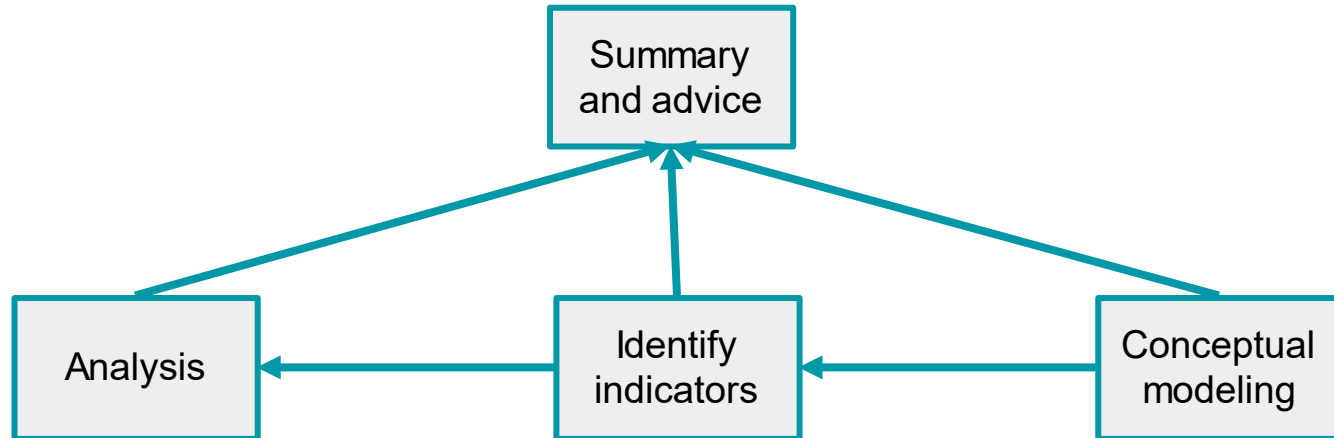 Summary
and advice
Analysis
Identify
indicators
Conceptual
modeling